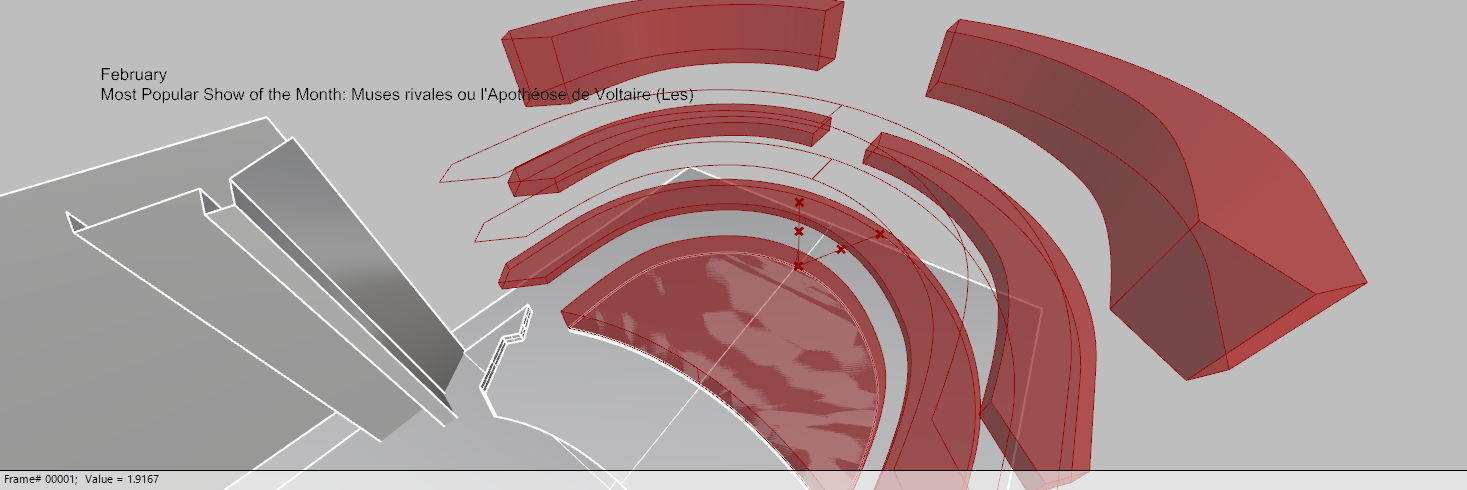 February
Most Popular Show of the Month: Muses rivales ou l'Apothéose de Voltaire (Les)
Frame# 00001;  Value = 1.9167